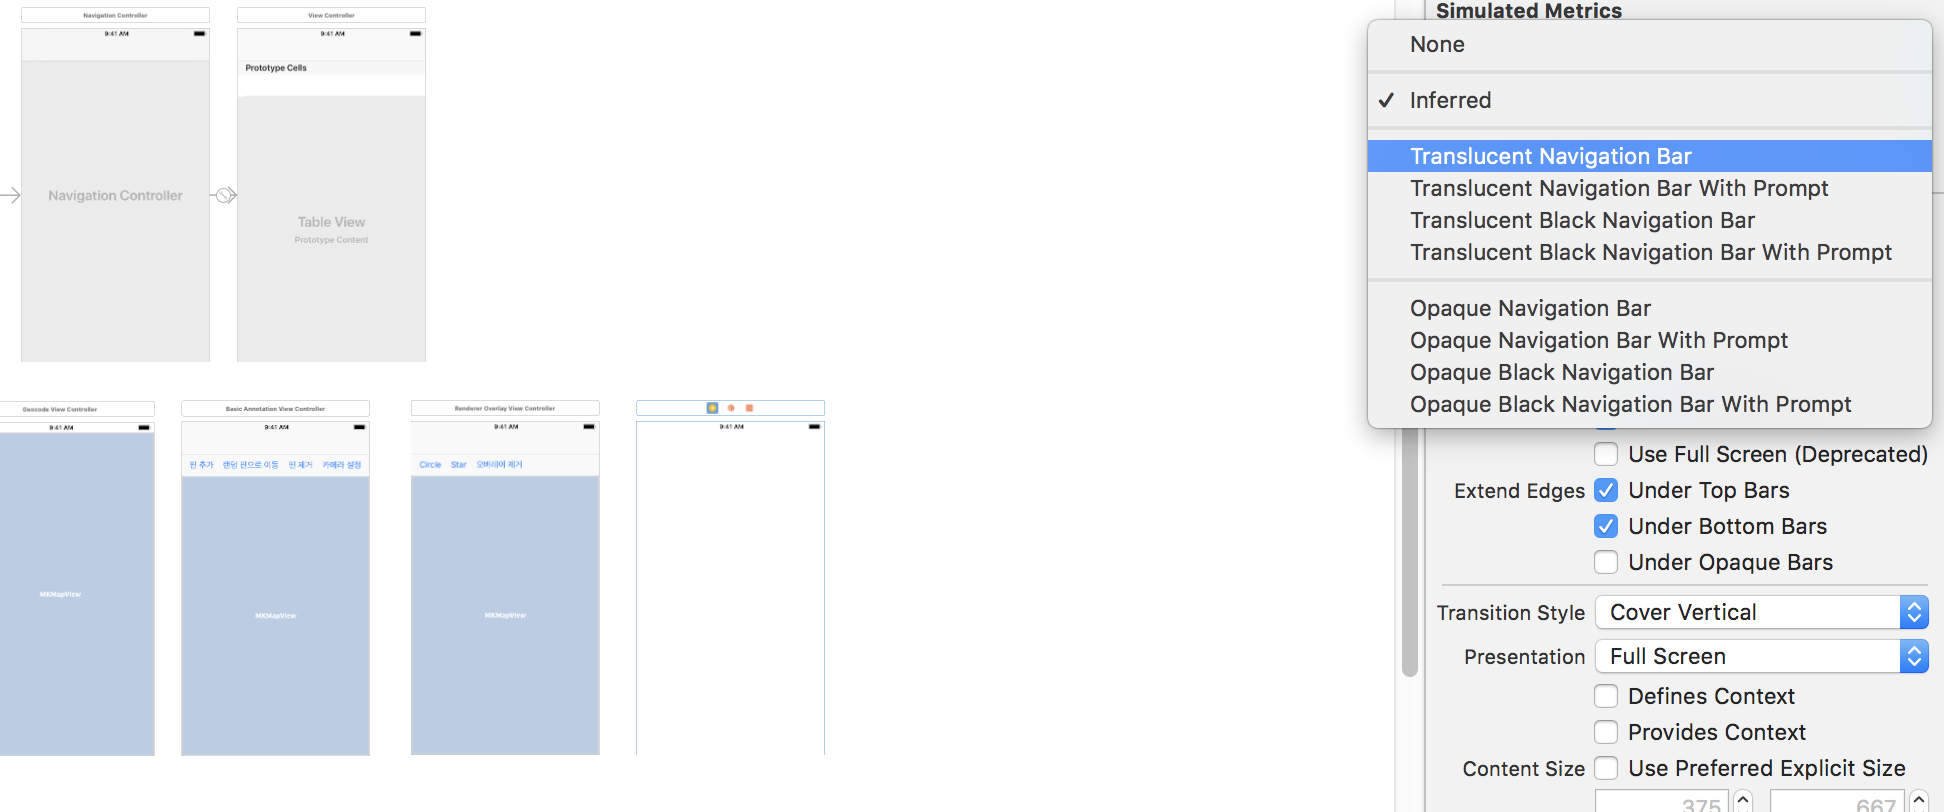 Navigation Controller
View Controller
9:41 AM
9:41 AM
Prototype Cells
Navigation Controller
Table View
Prototype Content
Geocode View Controller
Basic Annotation View Controller
Renderer Overlay View Controller
9:41 AM
9:41 AM
9:41 AM
9:41 AM
핀 추가 랜덤 핀으로 이동 핀 제거 카메라 설정
Circle Star 오버레이 제거
MKMapView
MKMapView
MKMapView
Simulated Metrics
None
✓ Inferred
Translucent Navigation Bar
Translucent Navigation Bar With Prompt
Translucent Black Navigation Bar
Translucent Black Navigation Bar With Prompt
Opaque Navigation Bar
Opaque Navigation Bar With Prompt
Opaque Black Navigation Bar
Opaque Black Navigation Bar With Prompt
Use Full Screen (Deprecated)
Extend Edges Under Top Bars
Under Bottom Bars
Under Opaque Bars
Transition Style Cover Vertical
Presentation Full Screen
Defines Context
Provides Context
Content Size Use Preferred Explicit Size
375 667